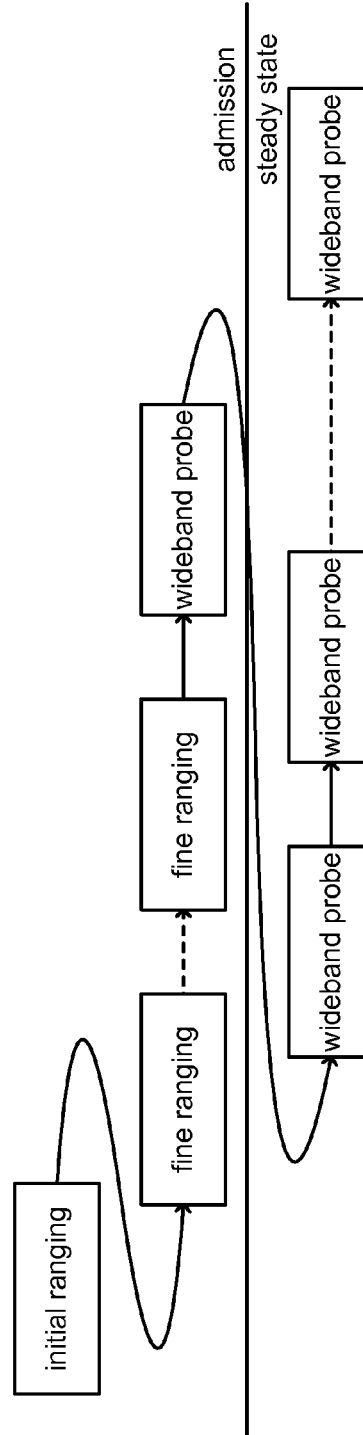 initial ranging
fine ranging
fine ranging
wideband probe
admission
steady state
wideband probe
wideband probe
wideband probe